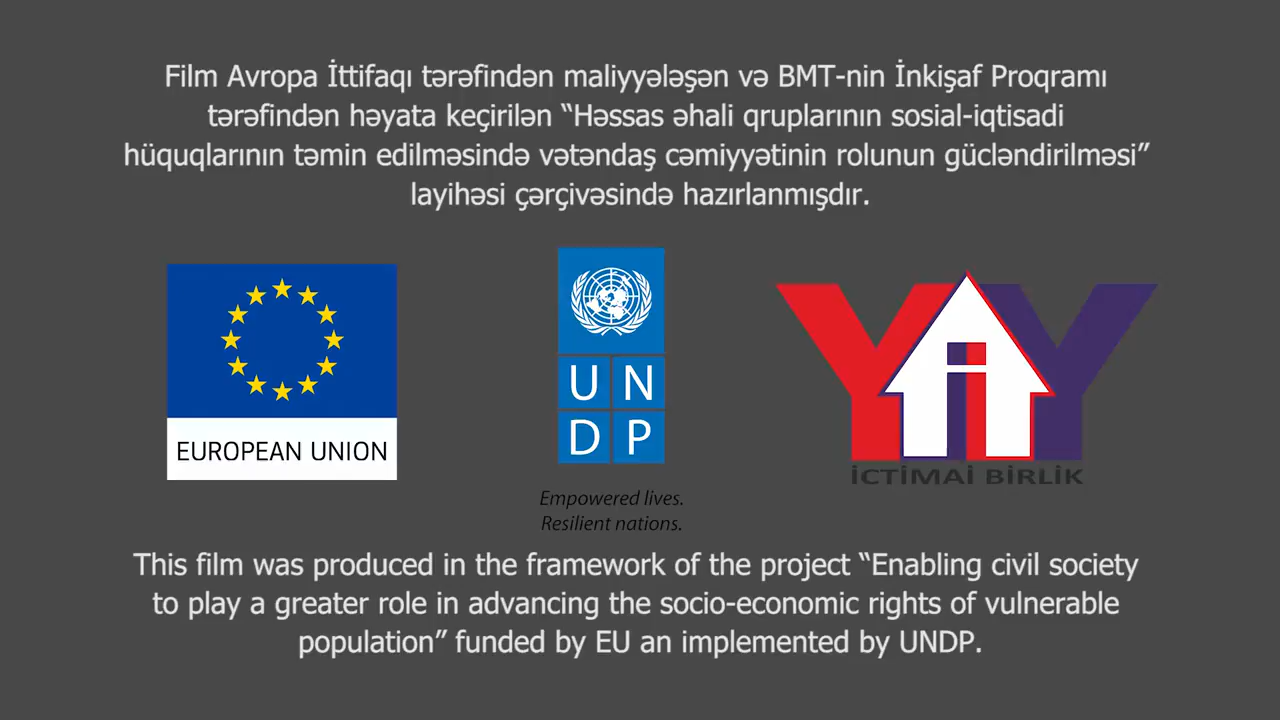 Film Avropa İttifaqı tərəfindən maliyyələşən və BMT-nin İnkişaf Proqramı
tərəfindən həyata keçirilən “Həssas əhali qruplarının sosial-iqtisadi
hüquqlarının təmin edilməsində vətəndaş cəmiyyətinin rolunun gücləndirilməsi”
layihəsi çərçivəsində hazırlanmışdır.
EUROPEAN UNION
U N
D P
Empowered lives.
Resilient nations.
YiY
İCTİMAİ BİRLİK
This film was produced in the framework of the project “Enabling civil society
to play a greater role in advancing the socio-economic rights of vulnerable
population” funded by EU an implemented by UNDP.